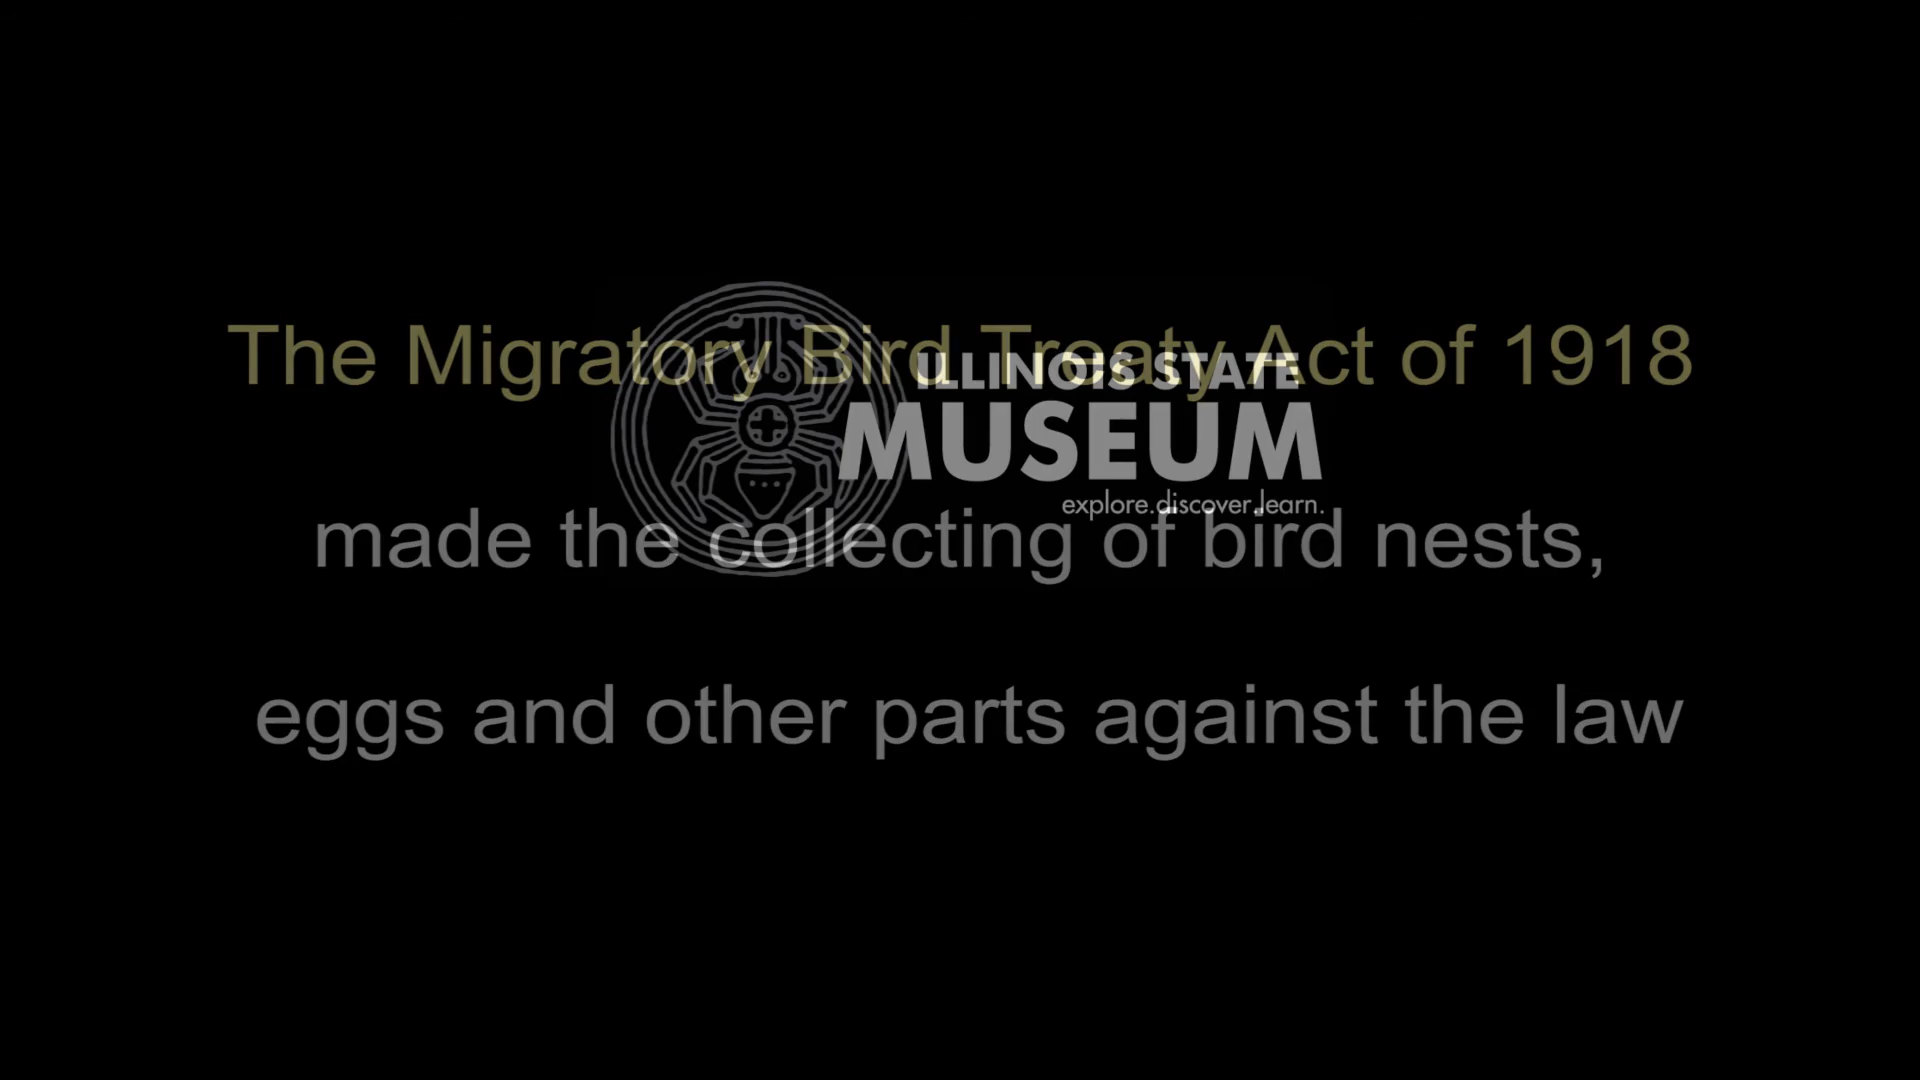 The Migratory Bird Treaty Act of 1918
ILLINOIS STATE
MUSEUM
explore.discover.learn.
made the collecting of bird nests,
eggs and other parts against the law